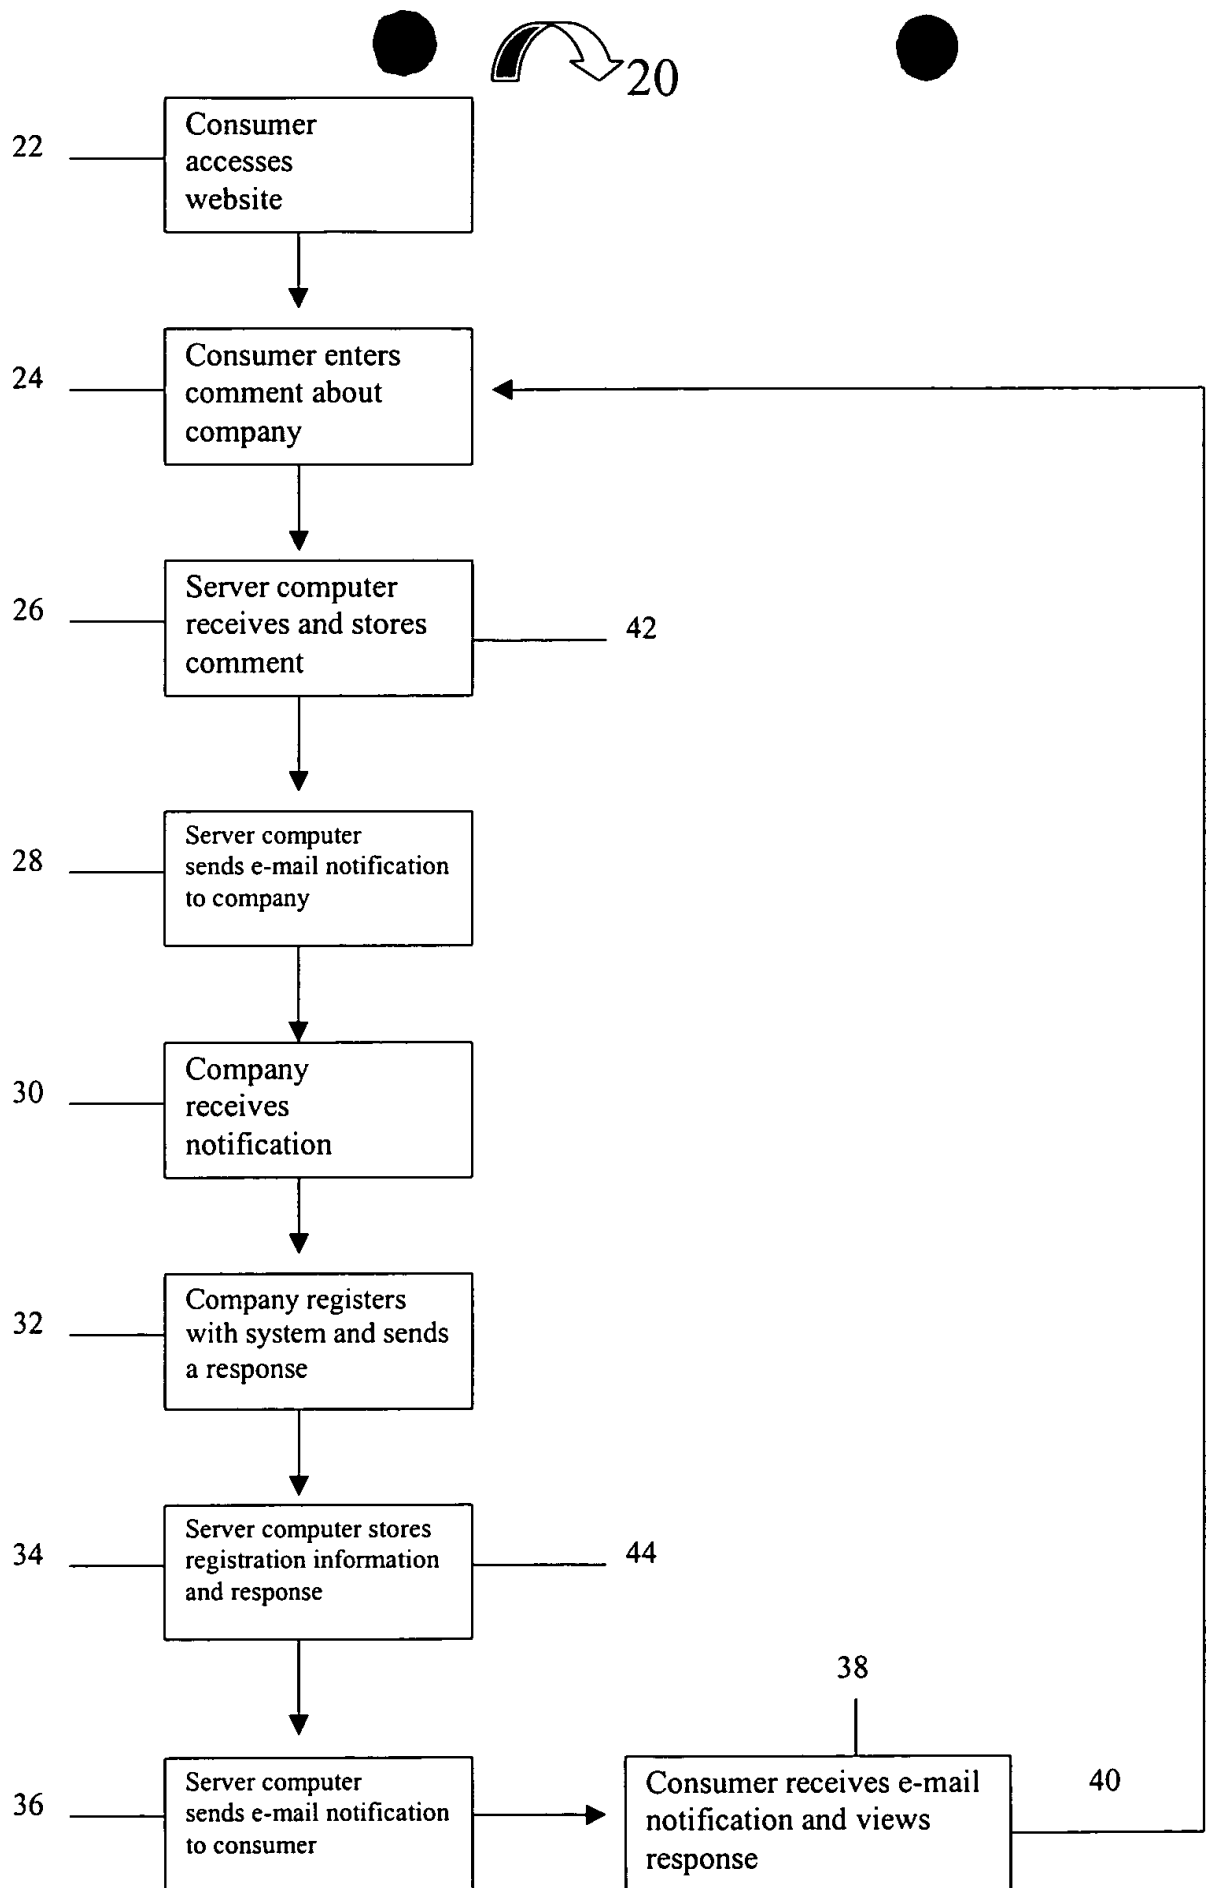 20
22
Consumer
accesses
website
24
Consumer enters
comment about
company
26
Server computer
receives and stores
comment
42
28
Server computer
sends e-mail notification
to company
30
Company
receives
notification
32
Company registers
with system and sends
a response
34
Server computer stores
registration information
and response
44
36
Server computer
sends e-mail notification
to consumer
38
Consumer receives e-mail
notification and views
response
40